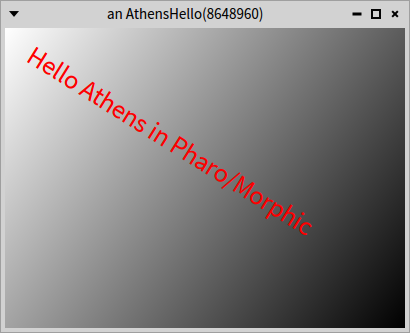 an AthensHello(8648960)
Hello Athens in Pharo/Morphic